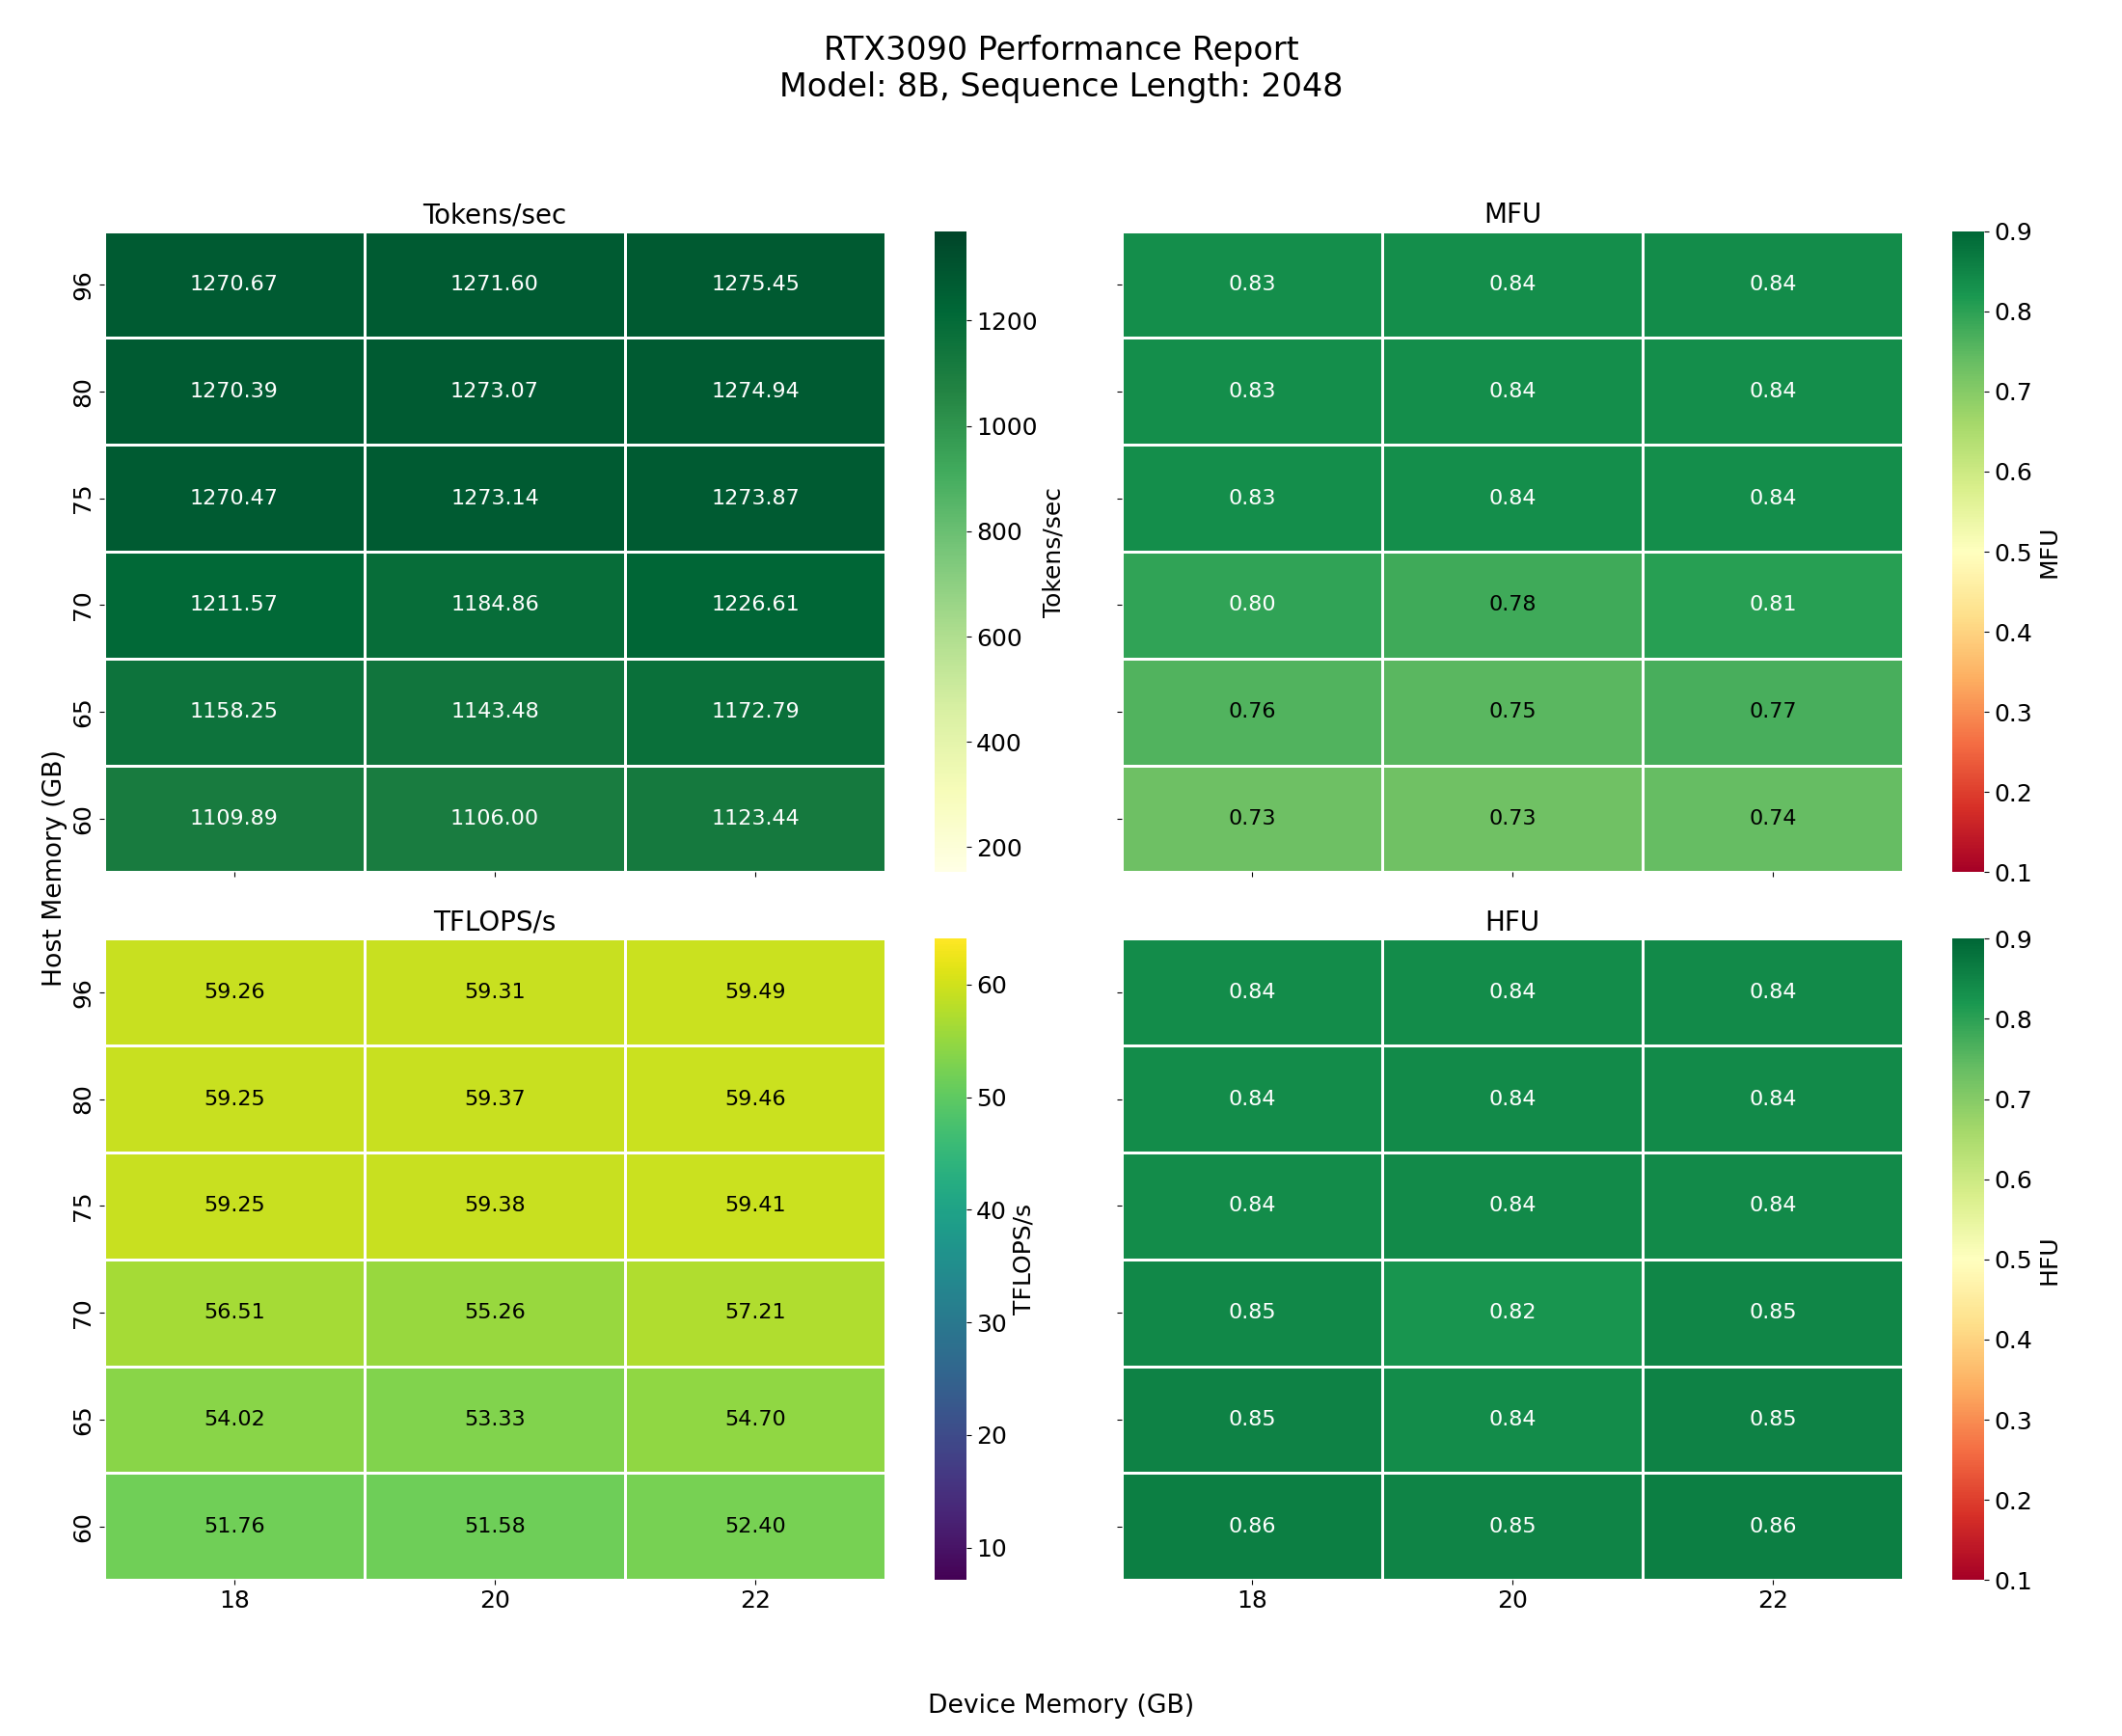 RTX3090 Performance Report
Model: 8B, Sequence Length: 2048
Tokens/sec
96 1270.67 1271.60 1275.45
80 1270.39 1273.07 1274.94
75 1270.47 1273.14 1273.87
70 1211.57 1184.86 1226.61
65 1158.25 1143.48 1172.79
60 1109.89 1106.00 1123.44
1200
1000
800
600
400
200
Tokens/sec
MFU
0.83 0.84 0.84
0.83 0.84 0.84
0.83 0.84 0.84
0.80 0.78 0.81
0.76 0.75 0.77
0.73 0.73 0.74
0.9
0.8
0.7
0.6
0.5
0.4
0.3
0.2
0.1
MFU
Host Memory (GB)
TFLOPS/s
96 59.26 59.31 59.49
80 59.25 59.37 59.46
75 59.25 59.38 59.41
70 56.51 55.26 57.21
65 54.02 53.33 54.70
60 51.76 51.58 52.40
18 20 22
60
50
40
30
20
10
TFLOPS/s
HFU
0.84 0.84 0.84
0.84 0.84 0.84
0.84 0.84 0.84
0.85 0.82 0.85
0.85 0.84 0.85
0.86 0.85 0.86
18 20 22
0.9
0.8
0.7
0.6
0.5
0.4
0.3
0.2
0.1
HFU
Device Memory (GB)